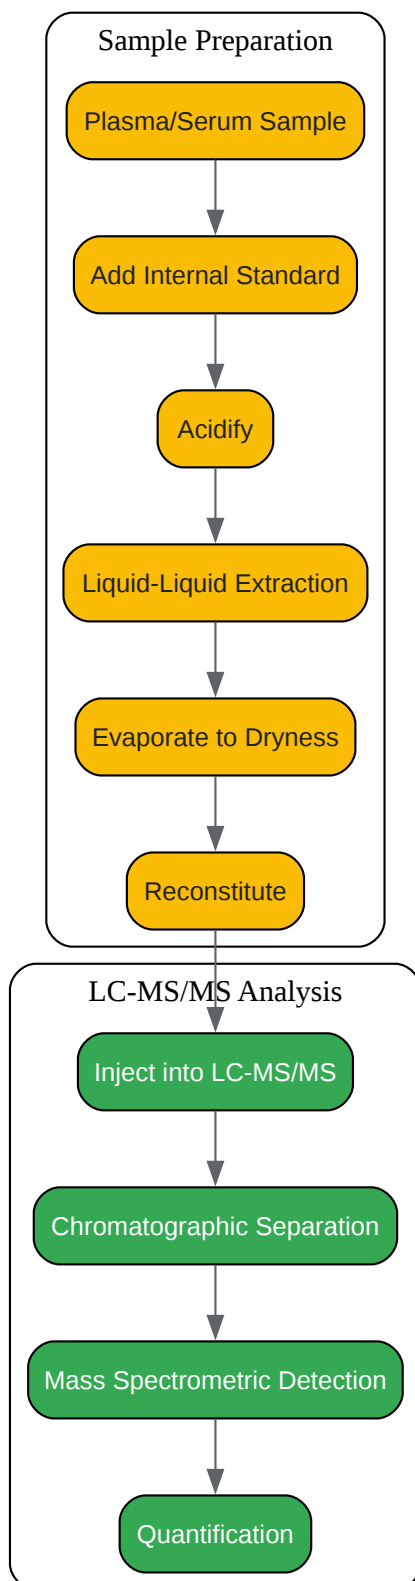 Sample Preparation
Plasma/Serum Sample
Add Internal Standard
Acidify
Liquid-Liquid Extraction
Evaporate to Dryness
Reconstitute
LC-MS/MS Analysis
Inject into LC-MS/MS
Chromatographic Separation
Mass Spectrometric Detection
Quantification